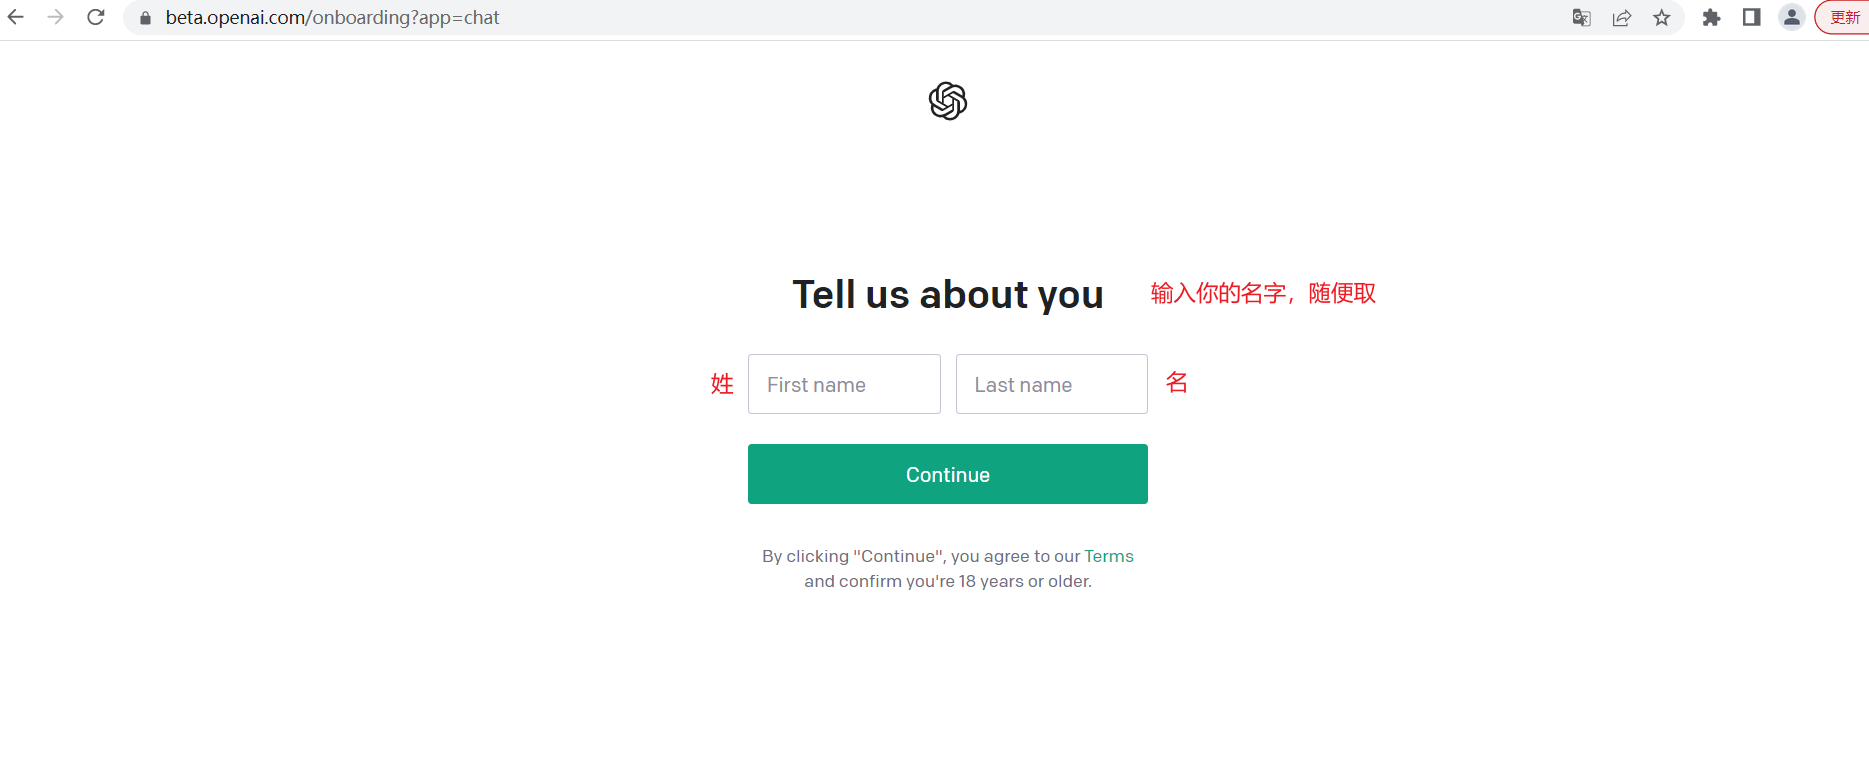 beta.openai.com/onboarding?app=chat
更新
Tell us about you
输入你的名字，随便取
姓
First name
Last name
名
Continue
By clicking "Continue", you agree to our Terms
and confirm you're 18 years or older.